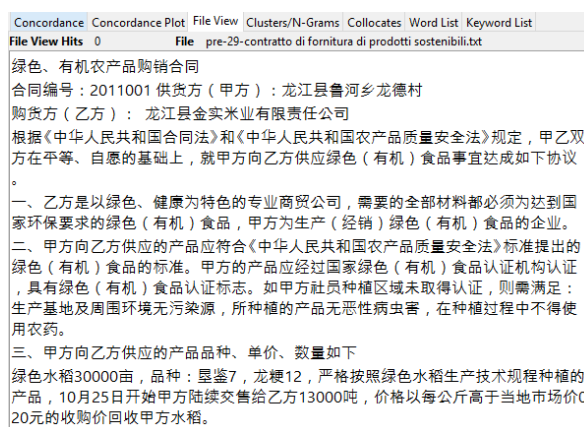 Concordance Concordance Plot File View Clusters/N-Grams Collocates Word List Keyword List
File View Hits 0 File pre-29-contratto di fornitura di prodotti sostenibili.txt
绿色、有机农产品购销合同
合同编号：2011001 供货方（甲方）：龙江县鲁河乡龙德村
购货方（乙方）： 龙江县金实米业有限责任公司
根据《中华人民共和国合同法》和《中华人民共和国农产品质量安全法》规定，甲乙双
方在平等、自愿的基础上，就甲方向乙方供应绿色（有机）食品事宜达成如下协议
。
一、乙方是以绿色、健康为特色的专业商贸公司，需要的全部材料都必须为达到国
家环保要求的绿色（有机）食品，甲方为生产（经销）绿色（有机）食品的企业。
二、甲方向乙方供应的产品应符合《中华人民共和国农产品质量安全法》标准提出的
绿色（有机）食品的标准。甲方的产品应经过国家绿色（有机）食品认证机构认证
，具有绿色（有机）食品认证标志。如甲方社员种植区域未取得认证，则需满足：
生产基地及周围环境无污染源，所种植的产品无恶性病虫害，在种植过程中不得使
用农药。
三、甲方向乙方供应的产品品种、单价、数量如下
绿色水稻30000亩，品种：垦鉴7，龙粳12，严格按照绿色水稻生产技术规程种植的
产品，10月25日开始甲方陆续交售给乙方13000吨，价格以每公斤高于当地市场价0
20元的收购价回收甲方水稻。